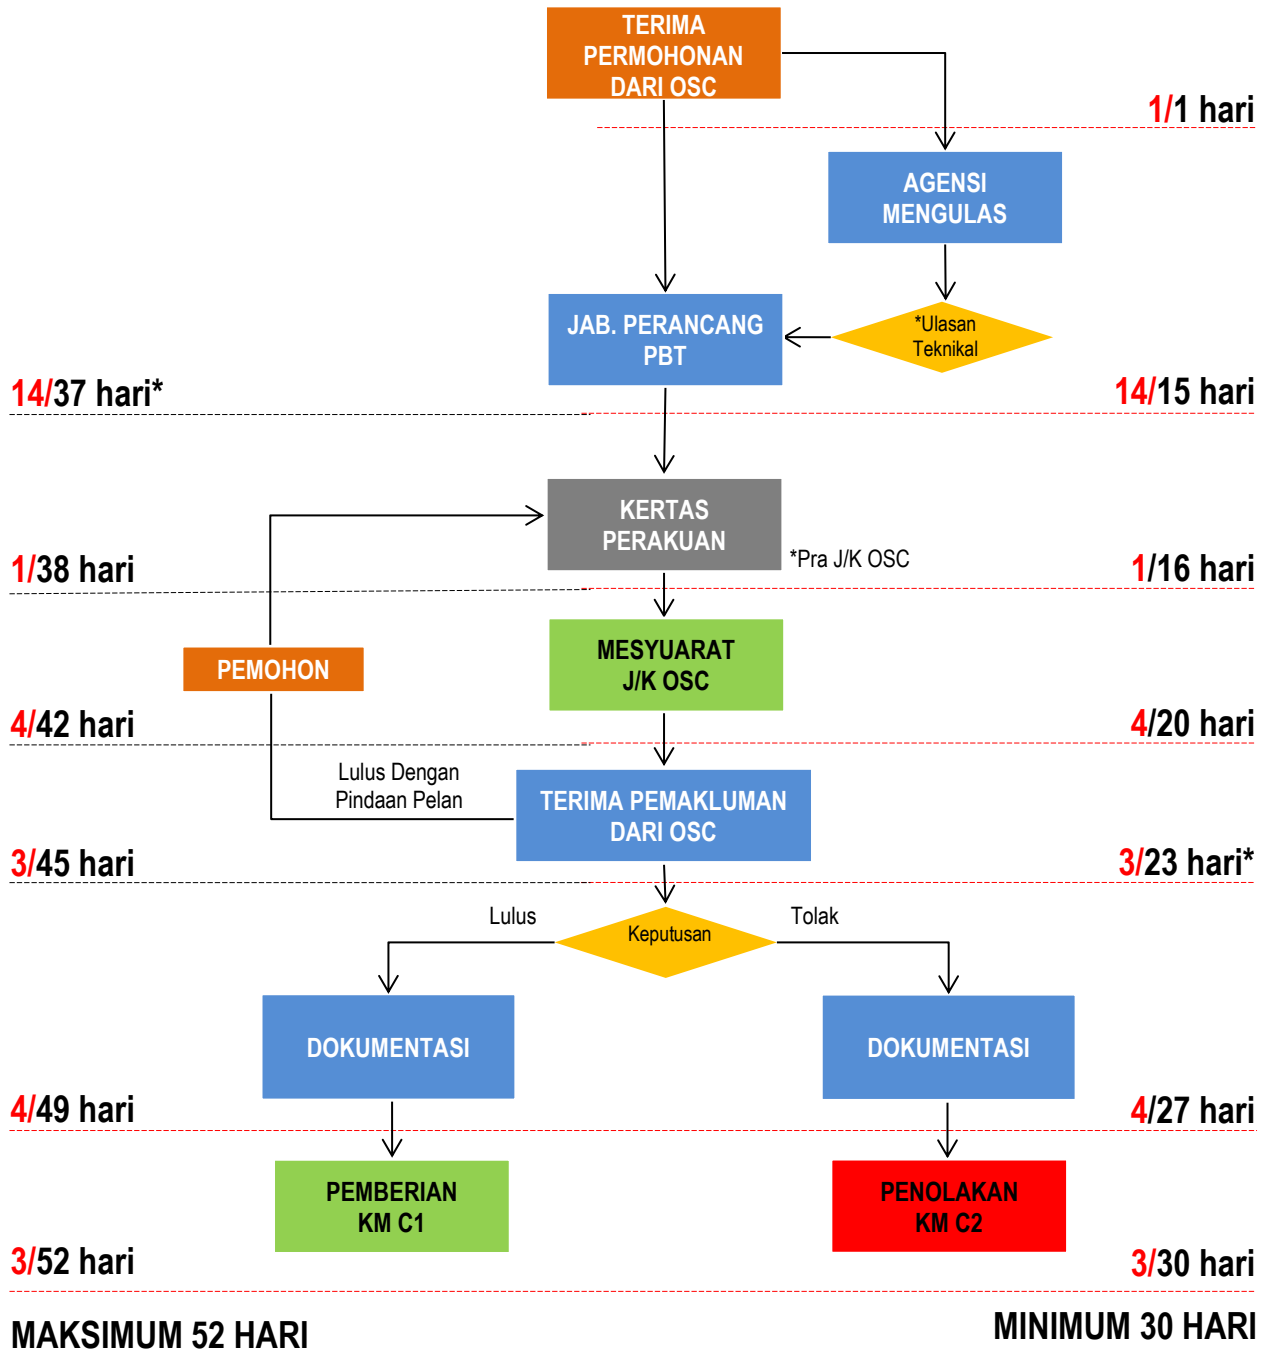 TERIMA
PERMOHONAN
DARI OSC
1/1 hari
AGENSI
MENGULAS
JAB. PERANCANG
PBT
*Ulasan
Teknikal
14/37 hari*
14/15 hari
KERTAS
PERAKUAN
*Pra J/K OSC
1/38 hari
1/16 hari
MESYUARAT
J/K OSC
PEMOHON
4/42 hari
4/20 hari
Lulus Dengan
Pindaan Pelan
TERIMA PEMAKLUMAN
DARI OSC
3/45 hari
3/23 hari*
Lulus
Keputusan
Tolak
DOKUMENTASI
DOKUMENTASI
4/49 hari
4/27 hari
PEMBERIAN
KM C1
PENOLAKAN
KM C2
3/52 hari
3/30 hari
MAKSIMUM 52 HARI
MINIMUM 30 HARI